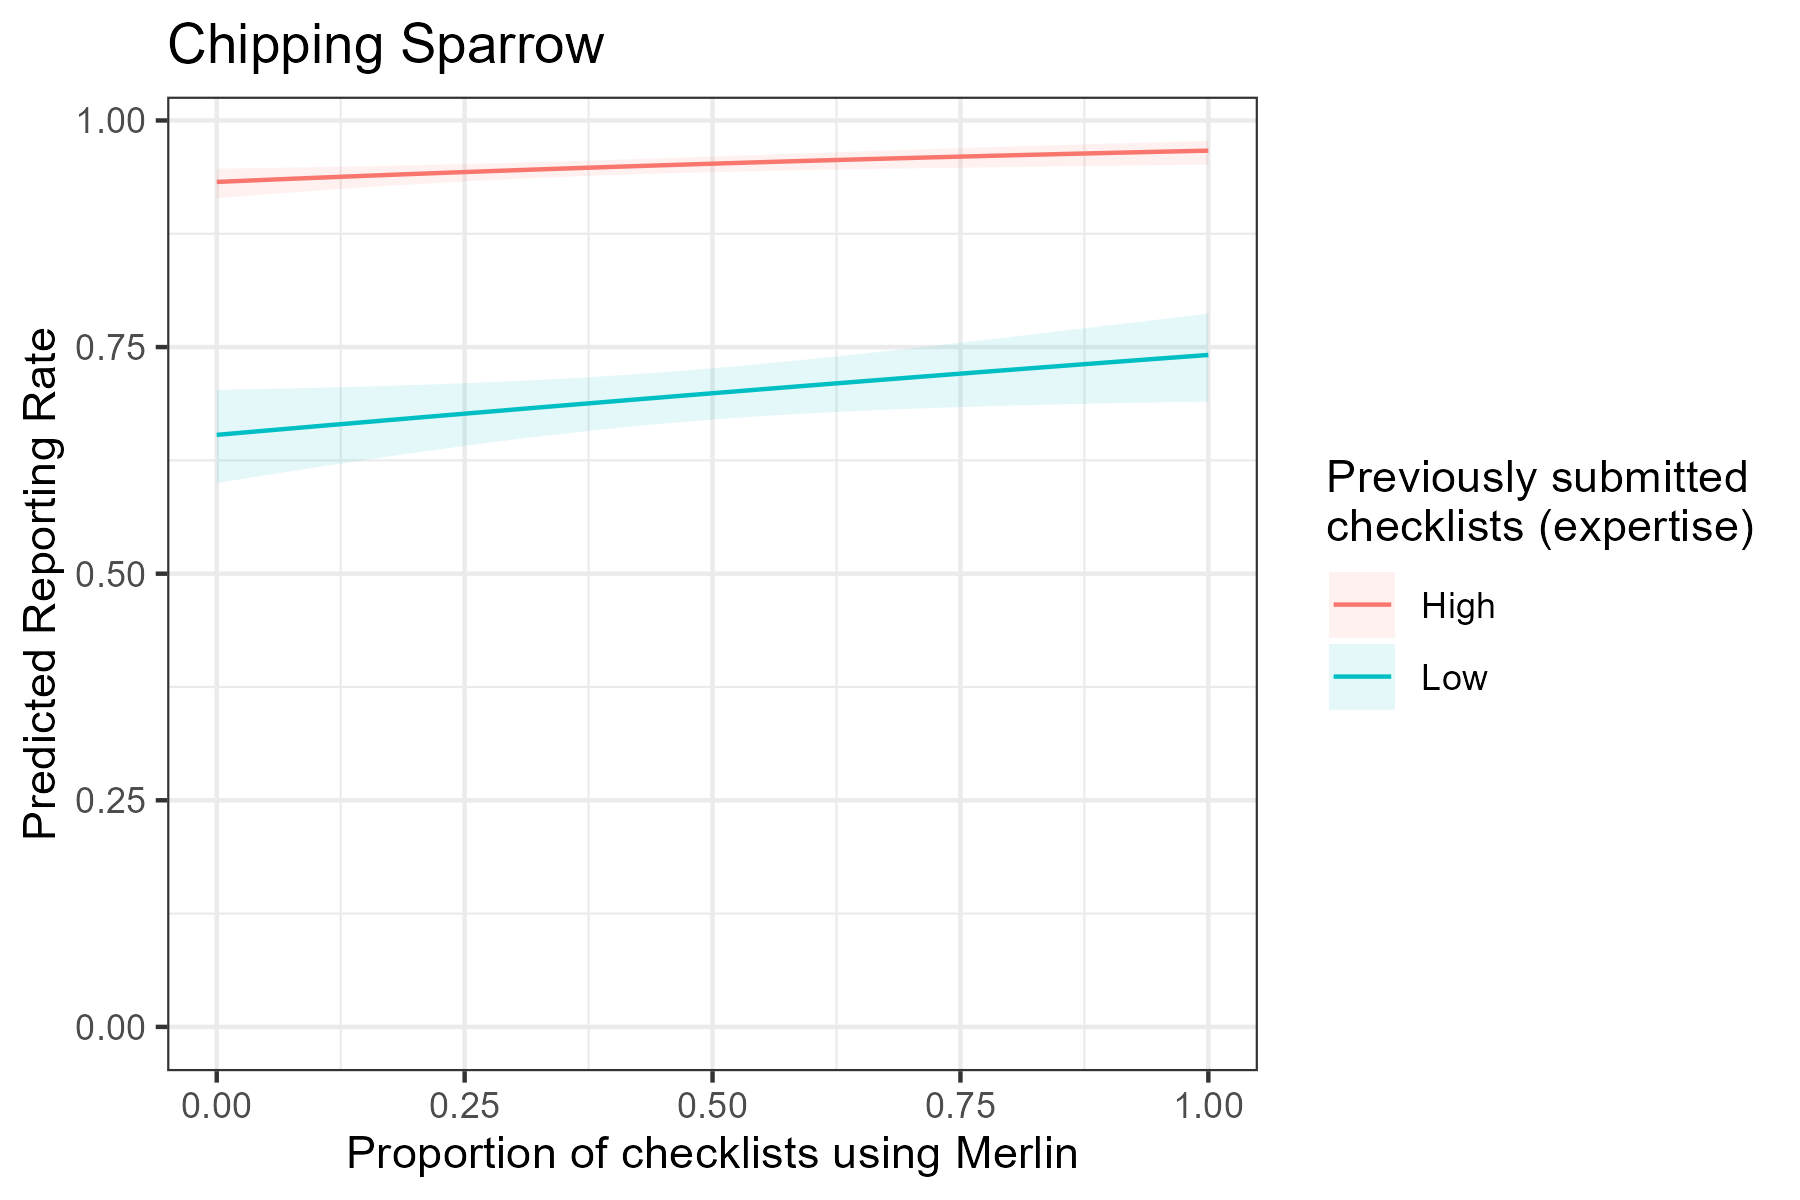 Chipping Sparrow
1.00
0.75
0.50
0.25
0.00
Predicted Reporting Rate
0.00 0.25 0.50 0.75 1.00
Proportion of checklists using Merlin
Previously submitted
checklists (expertise)
High
Low